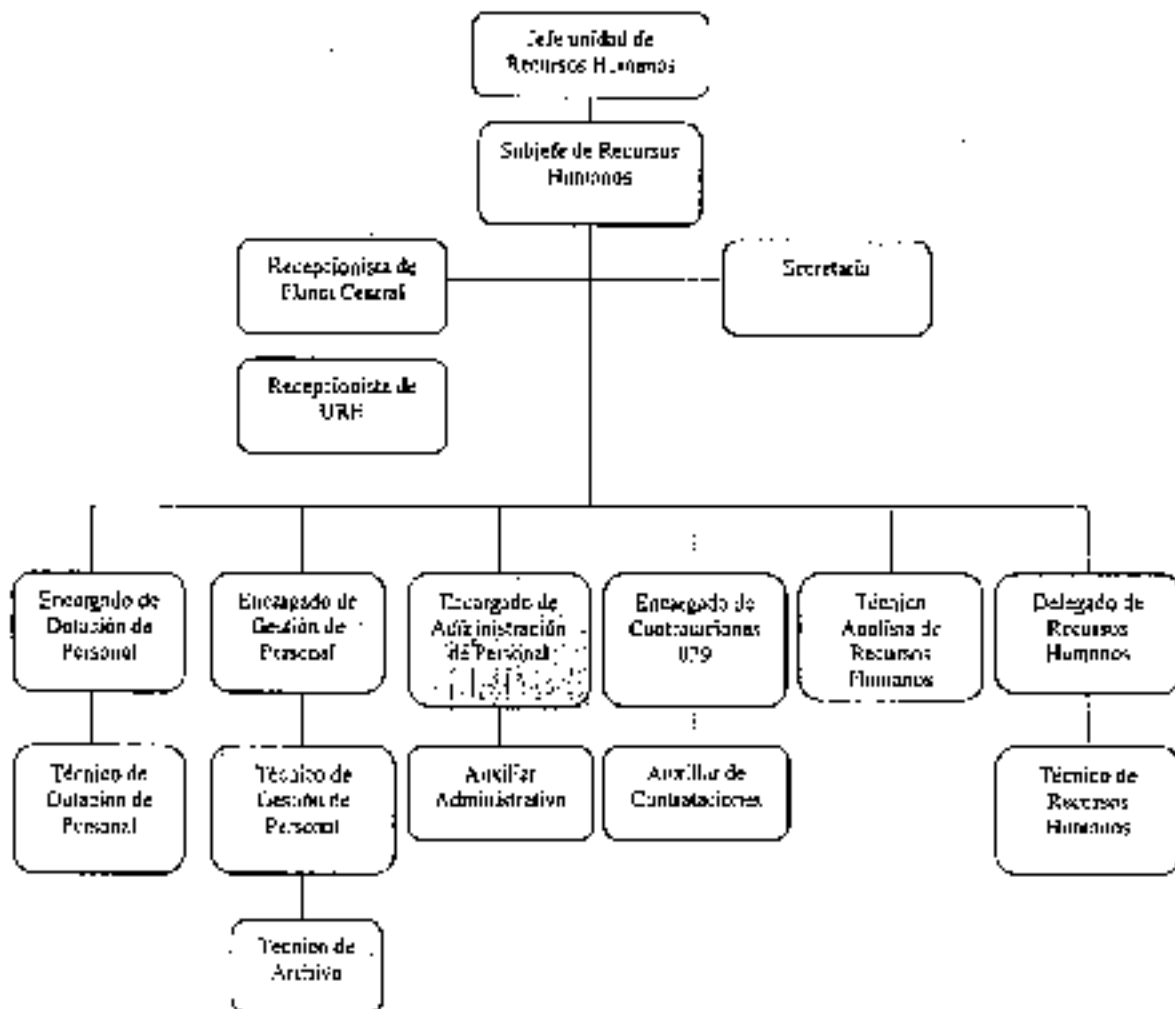 Jefe unidad de
Recursos Humanos
Subjefe de Recursos
Humanos
Recepcionista de
Planta Central
Secretaria
Recepcionista de
URH
Encargado de
Dotación de
Personal
Encargado de
Gestión de
Personal
Encargado de
Administración
de Personal
Encargado de
Contrataciones
029
Técnico
Analista de
Recursos
Humanos
Delegado de
Recursos
Humanos
Técnico de
Dotación de
Personal
Técnico de
Gestión de
Personal
Auxiliar
Administrativo
Auxiliar de
Contrataciones
Técnico de
Recursos
Humanos
Técnico de
Archivo